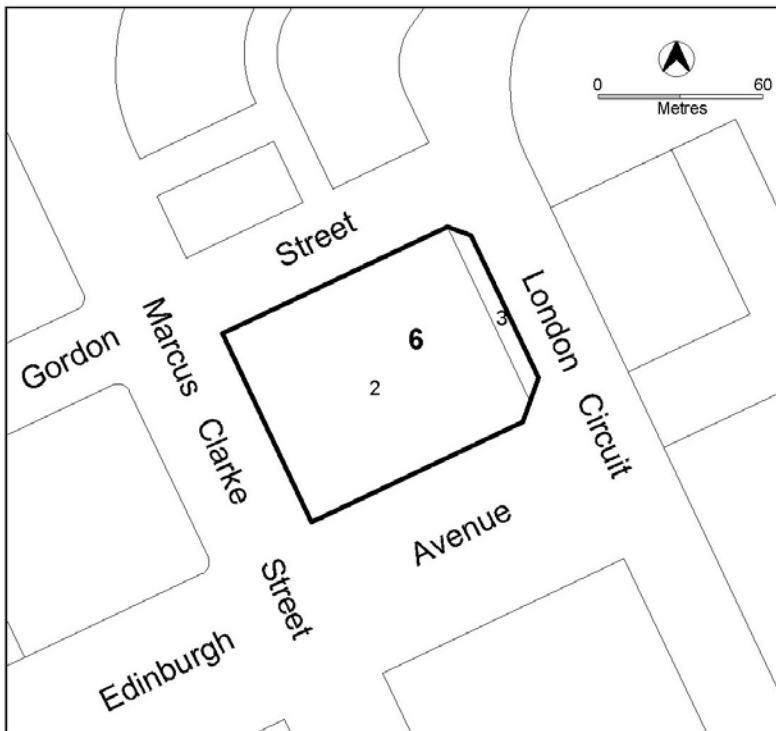 0 60
Metres
Gordon Street
Marcus Clarke Street
London Circuit
6
3
2
Edinburgh Avenue